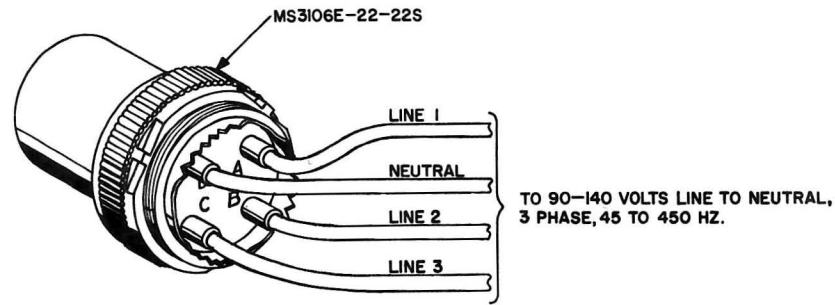 MS3106E-22-22S
LINE 1
NEUTRAL
A
D
C
B
LINE 2
LINE 3
TO 90–140 VOLTS LINE TO NEUTRAL,
3 PHASE, 45 TO 450 HZ.